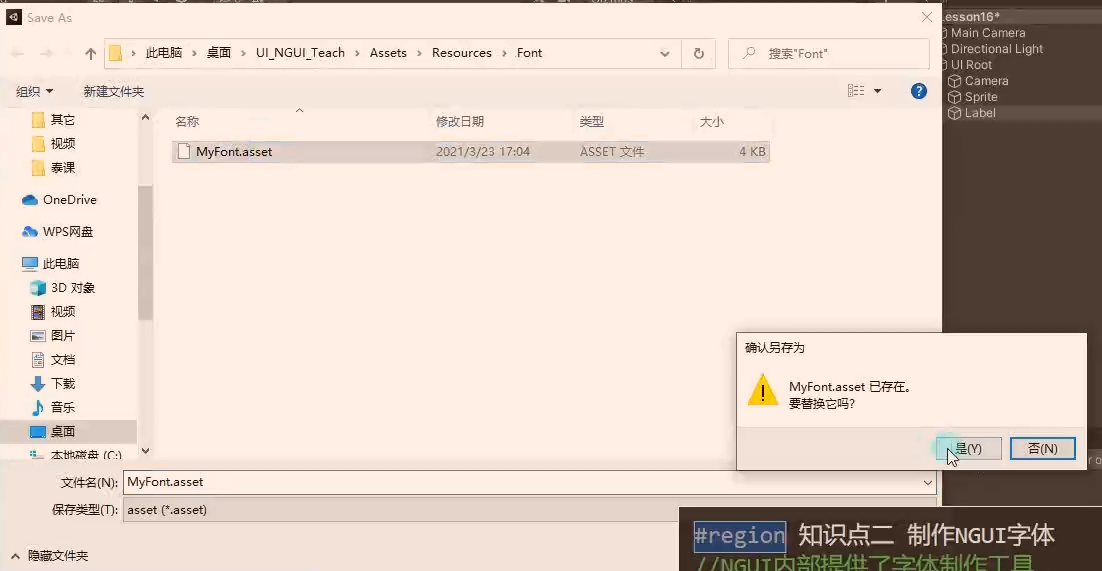 Save As
esson16*
Main Camera
Directional Light
UI Root
Camera
Sprite
Label
此电脑 › 桌面 › UI_NGUI_Teach › Assets › Resources › Font
搜索"Font"
组织 新建文件夹
名称 修改日期 类型 大小
MyFont.asset 2021/3/23 17:04 ASSET 文件 4 KB
其它
视频
泰课
OneDrive
WPS网盘
此电脑
3D 对象
视频
图片
文档
下载
音乐
桌面
本地磁盘 (C:)
确认另存为
MyFont.asset 已存在。
要替换它吗?
是(Y) 否(N)
文件名(N): MyFont.asset
保存类型(T): asset (*.asset)
隐藏文件夹
#region 知识点二 制作NGUI字体
//NGUI内部提供了字体制作工具